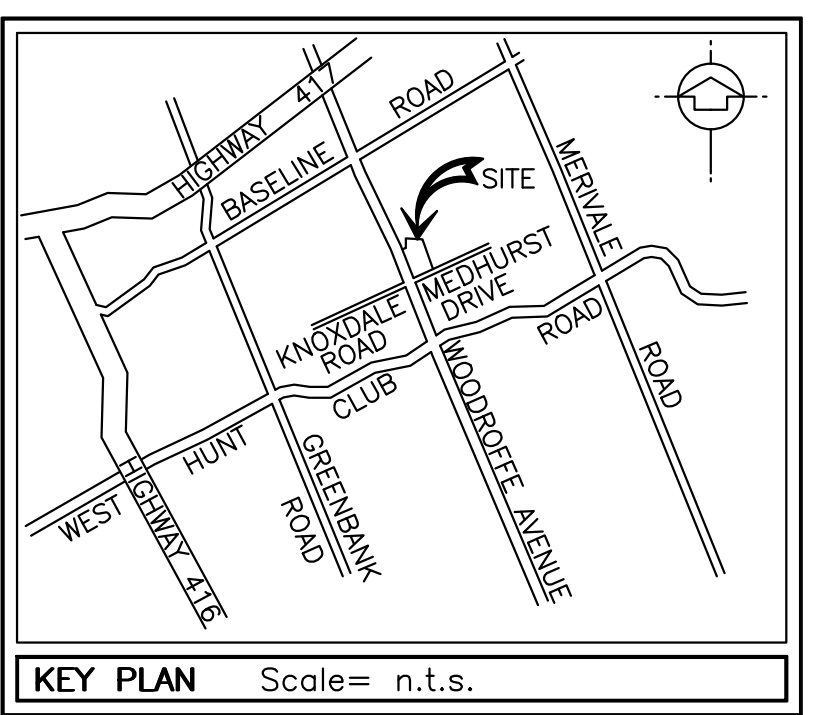 HIGHWAY 417
BASELINE ROAD
SITE
MERIVALE ROAD
MEDHURST
DRIVE
KNOXDALE
ROAD
WEST HUNT CLUB ROAD
WOODROFFE AVENUE
GREENBANK
ROAD
HIGHWAY 416
KEY PLAN Scale= n.t.s.